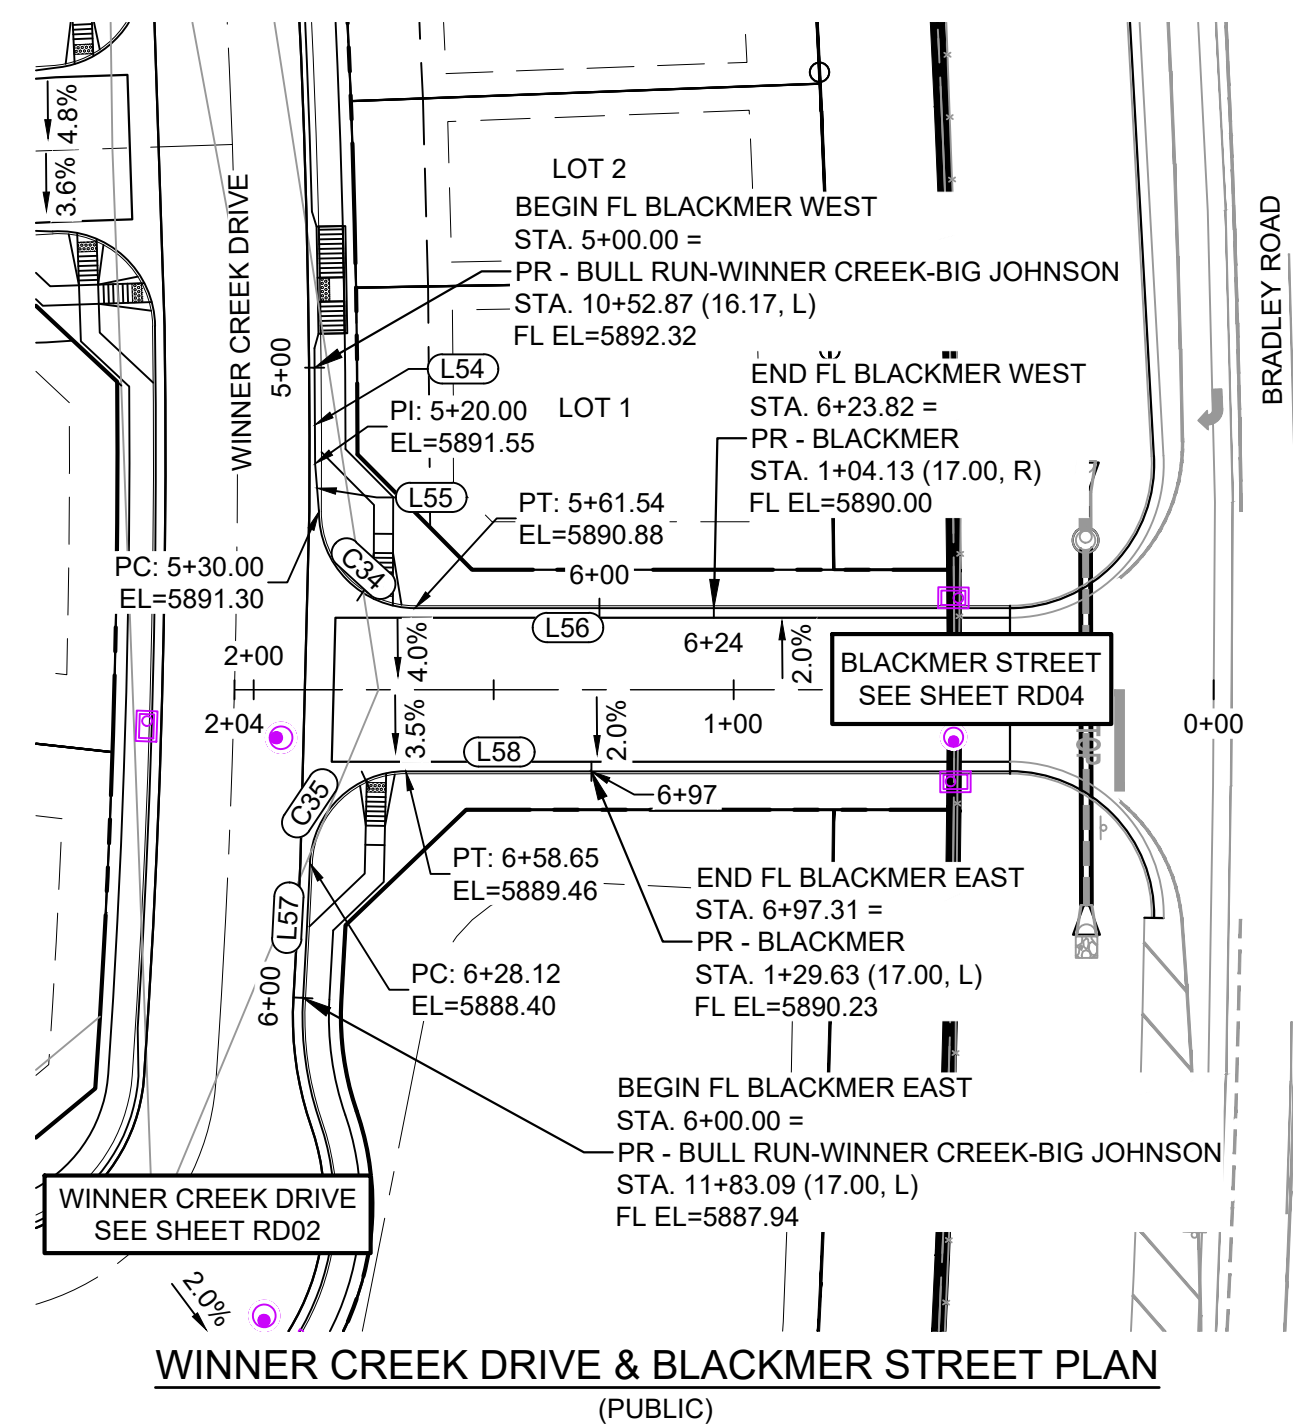 4.8%
3.6%
WINNER CREEK DRIVE
LOT 2
BEGIN FL BLACKMER WEST
STA. 5+00.00 =
PR - BULL RUN-WINNER CREEK-BIG JOHNSON
STA. 10+52.87 (16.17, L)
FL EL=5892.32
BRADLEY ROAD
5+00
L54
END FL BLACKMER WEST
STA. 6+23.82 =
PR - BLACKMER
STA. 1+04.13 (17.00, R)
FL EL=5890.00
PI: 5+20.00
EL=5891.55
LOT 1
L55
PT: 5+61.54
EL=5890.88
PC: 5+30.00
EL=5891.30
C34
6+00
L56
6+24
4.0%
2.0%
BLACKMER STREET
SEE SHEET RD04
2+00
2+04
3.5%
2.0%
1+00
0+00
L58
C35
6+97
PT: 6+58.65
EL=5889.46
END FL BLACKMER EAST
STA. 6+97.31 =
PR - BLACKMER
STA. 1+29.63 (17.00, L)
FL EL=5890.23
L57
PC: 6+28.12
EL=5888.40
6+00
BEGIN FL BLACKMER EAST
STA. 6+00.00 =
PR - BULL RUN-WINNER CREEK-BIG JOHNSON
STA. 11+83.09 (17.00, L)
FL EL=5887.94
WINNER CREEK DRIVE
SEE SHEET RD02
2.0%
WINNER CREEK DRIVE & BLACKMER STREET PLAN
(PUBLIC)